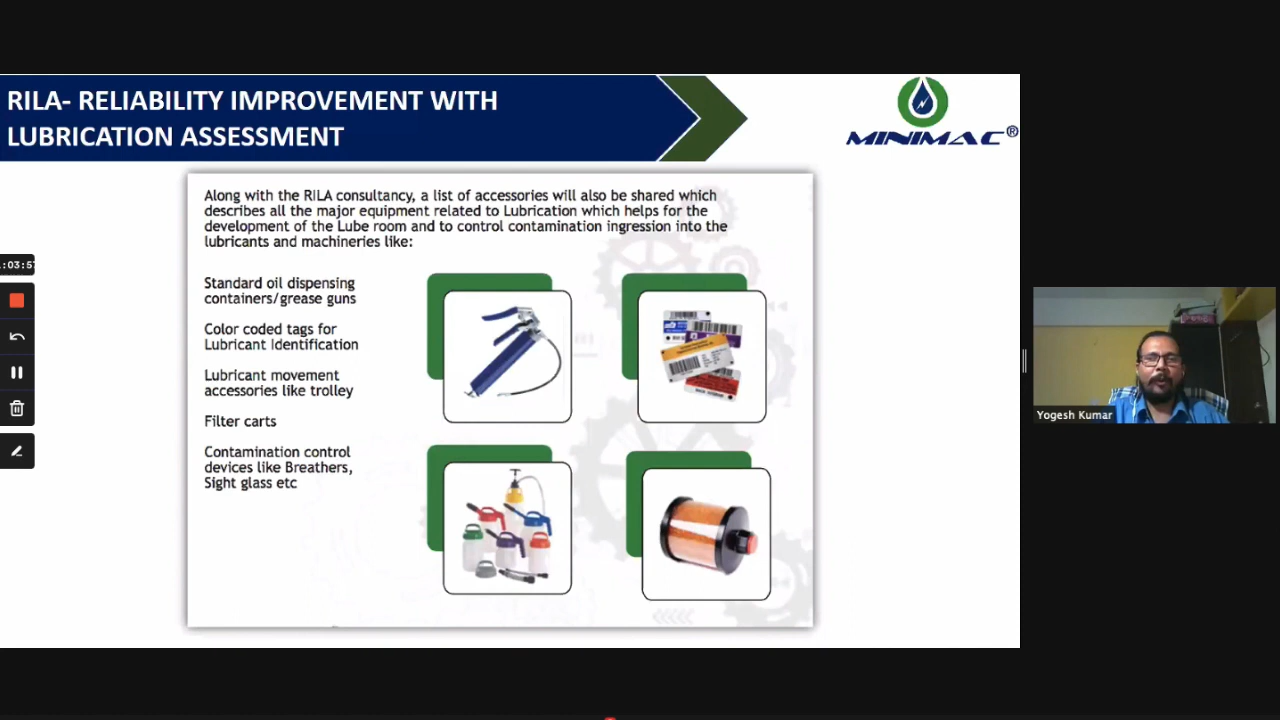 RILA- RELIABILITY IMPROVEMENT WITH
LUBRICATION ASSESSMENT
MINIMAC®
Along with the RILA consultancy, a list of accessories will also be shared which
describes all the major equipment related to Lubrication which helps for the
development of the Lube room and to control contamination ingression into the
lubricants and machineries like:
Standard oil dispensing
containers/grease guns
Color coded tags for
Lubricant Identification
Lubricant movement
accessories like trolley
Filter carts
Contamination control
devices like Breathers,
Sight glass etc
:03:57
Yogesh Kumar